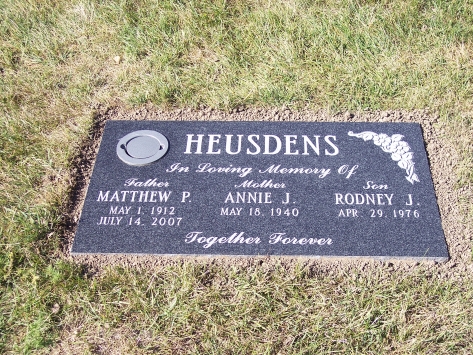 HEUSDENS
In Loving Memory Of
Father Mother Son
MATTHEW P. ANNIE J. RODNEY J.
MAY 1, 1912 MAY 18, 1940 APR. 29, 1976
JULY 14, 2007
Together Forever